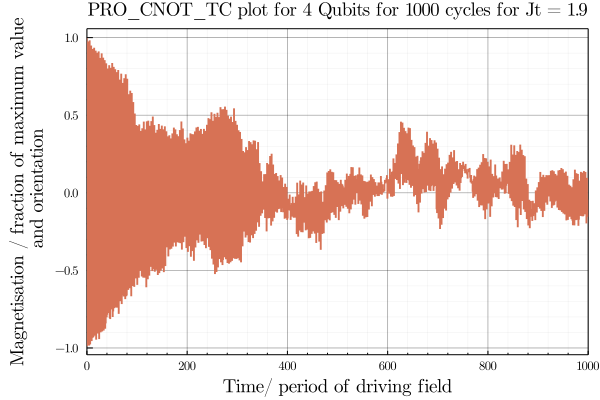 PRO_CNOT_TC plot for 4 Qubits for 1000 cycles for Jt = 1.9
Magnetisation / fraction of maximum value
and orientation
1.0
0.5
0.0
−0.5
−1.0
0 200 400 600 800 1000
Time/ period of driving field